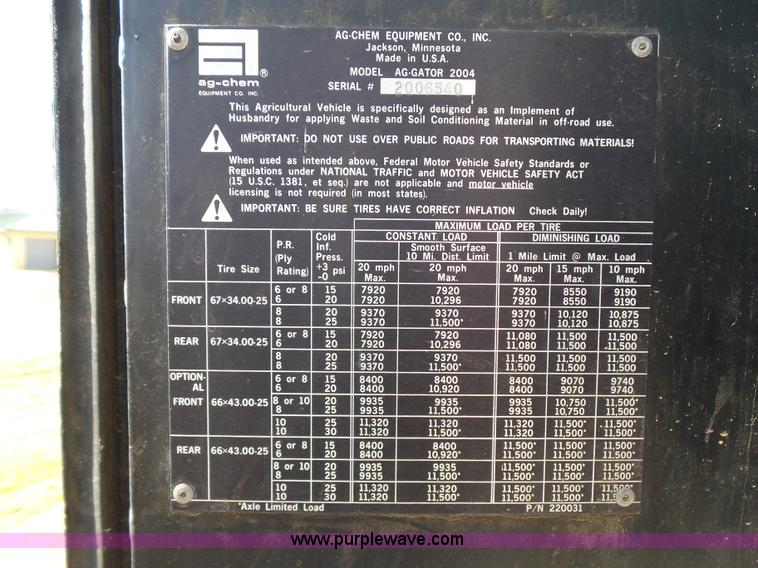 AG-CHEM EQUIPMENT CO., INC.
Jackson, Minnesota
Made in U.S.A.
ag-chem®
EQUIPMENT CO. INC.
MODEL AG-GATOR 2004
SERIAL # 2006540
This Agricultural Vehicle is specifically designed as an Implement of
Husbandry for applying Waste and Soil Conditioning Material in off-road use.
IMPORTANT: DO NOT USE OVER PUBLIC ROADS FOR TRANSPORTING MATERIALS!
When used as intended above, Federal Motor Vehicle Safety Standards or
Regulations under NATIONAL TRAFFIC and MOTOR VEHICLE SAFETY ACT
(15 U.S.C. 1381, et seq.) are not applicable and motor vehicle
licensing is not required (in most states).
IMPORTANT: BE SURE TIRES HAVE CORRECT INFLATION Check Daily!
MAXIMUM LOAD PER TIRE
CONSTANT LOAD DIMINISHING LOAD
Tire Size P.R. (Ply Rating) Cold Inf. Press. +3 -0 psi 20 mph Max. Smooth Surface 10 Mi. Dist. Limit 20 mph Max. 1 Mile Limit @ Max. Load 20 mph Max. 15 mph Max. 10 mph Max.
FRONT 67×34.00-25 6 or 8 15 7920 7920 7920 8550 9190
6 20 7920 10,296 7920 8550 9190
8 20 9370 9370 9370 10,120 10,875
8 25 9370 11,500* 9370 10,120 10,875
REAR 67×34.00-25 6 or 8 15 7920 7920 11,080 11,500 11,500
6 20 7920 10,296 11,080 11,500 11,500
8 20 9370 9370 11,500 11,500 11,500
8 25 9370 11,500* 11,500 11,500 11,500
OPTION-AL FRONT 66×43.00-25 6 or 8 15 8400 8400 8400 9070 9740
6 20 8400 10,920 8400 9070 9740
8 or 10 20 9935 9935 9935 10,750 11,500*
8 25 9935 11,500* 9935 10,750 11,500*
10 25 11,320 11,320 11,320 11,500* 11,500*
10 30 11,320 11,500* 11,320 11,500* 11,500*
REAR 66×43.00-25 6 or 8 15 8400 8400 11,500* 11,500* 11,500*
6 20 8400 10,920* 11,500* 11,500* 11,500*
8 or 10 20 9935 9935 11,500* 11,500* 11,500*
8 25 9935 11,500* 11,500* 11,500* 11,500*
10 25 11,320 11,320 11,500* 11,500* 11,500*
10 30 11,320 11,500* 11,500* 11,500*
*Axle Limited Load P/N 220031
www.purplewave.com